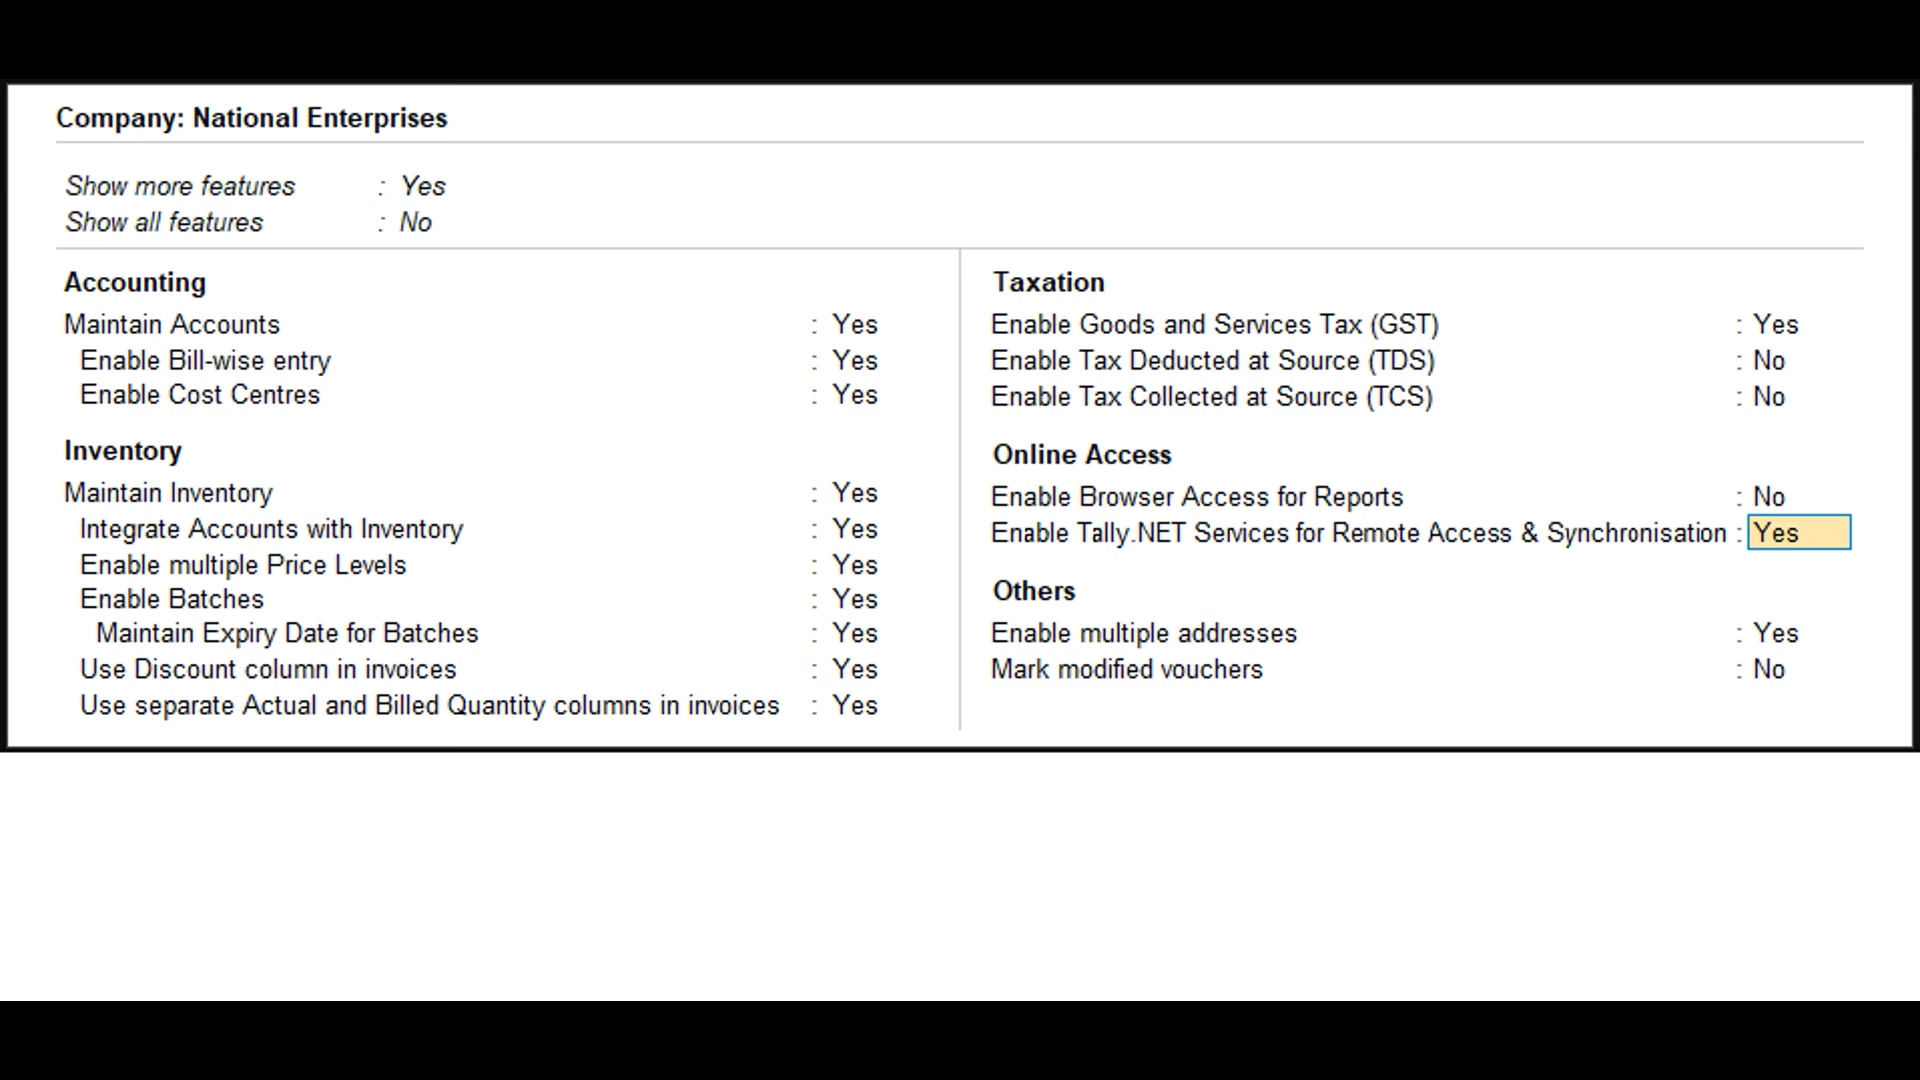 Company: National Enterprises
Show more features : Yes
Show all features : No
Accounting
Maintain Accounts : Yes
Enable Bill-wise entry : Yes
Enable Cost Centres : Yes
Inventory
Maintain Inventory : Yes
Integrate Accounts with Inventory : Yes
Enable multiple Price Levels : Yes
Enable Batches : Yes
Maintain Expiry Date for Batches : Yes
Use Discount column in invoices : Yes
Use separate Actual and Billed Quantity columns in invoices : Yes
Taxation
Enable Goods and Services Tax (GST) : Yes
Enable Tax Deducted at Source (TDS) : No
Enable Tax Collected at Source (TCS) : No
Online Access
Enable Browser Access for Reports : No
Enable Tally.NET Services for Remote Access & Synchronisation : Yes
Others
Enable multiple addresses : Yes
Mark modified vouchers : No